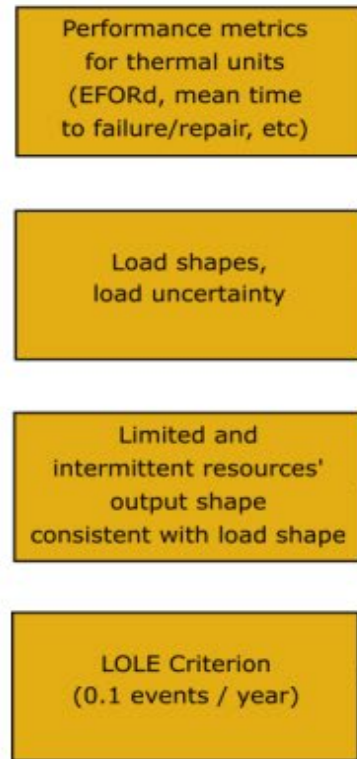 Performance metrics
for thermal units
(EFORd, mean time
to failure/repair, etc)
Load shapes,
load uncertainty
Limited and
intermittent resources'
output shape
consistent with load shape
LOLE Criterion
(0.1 events / year)